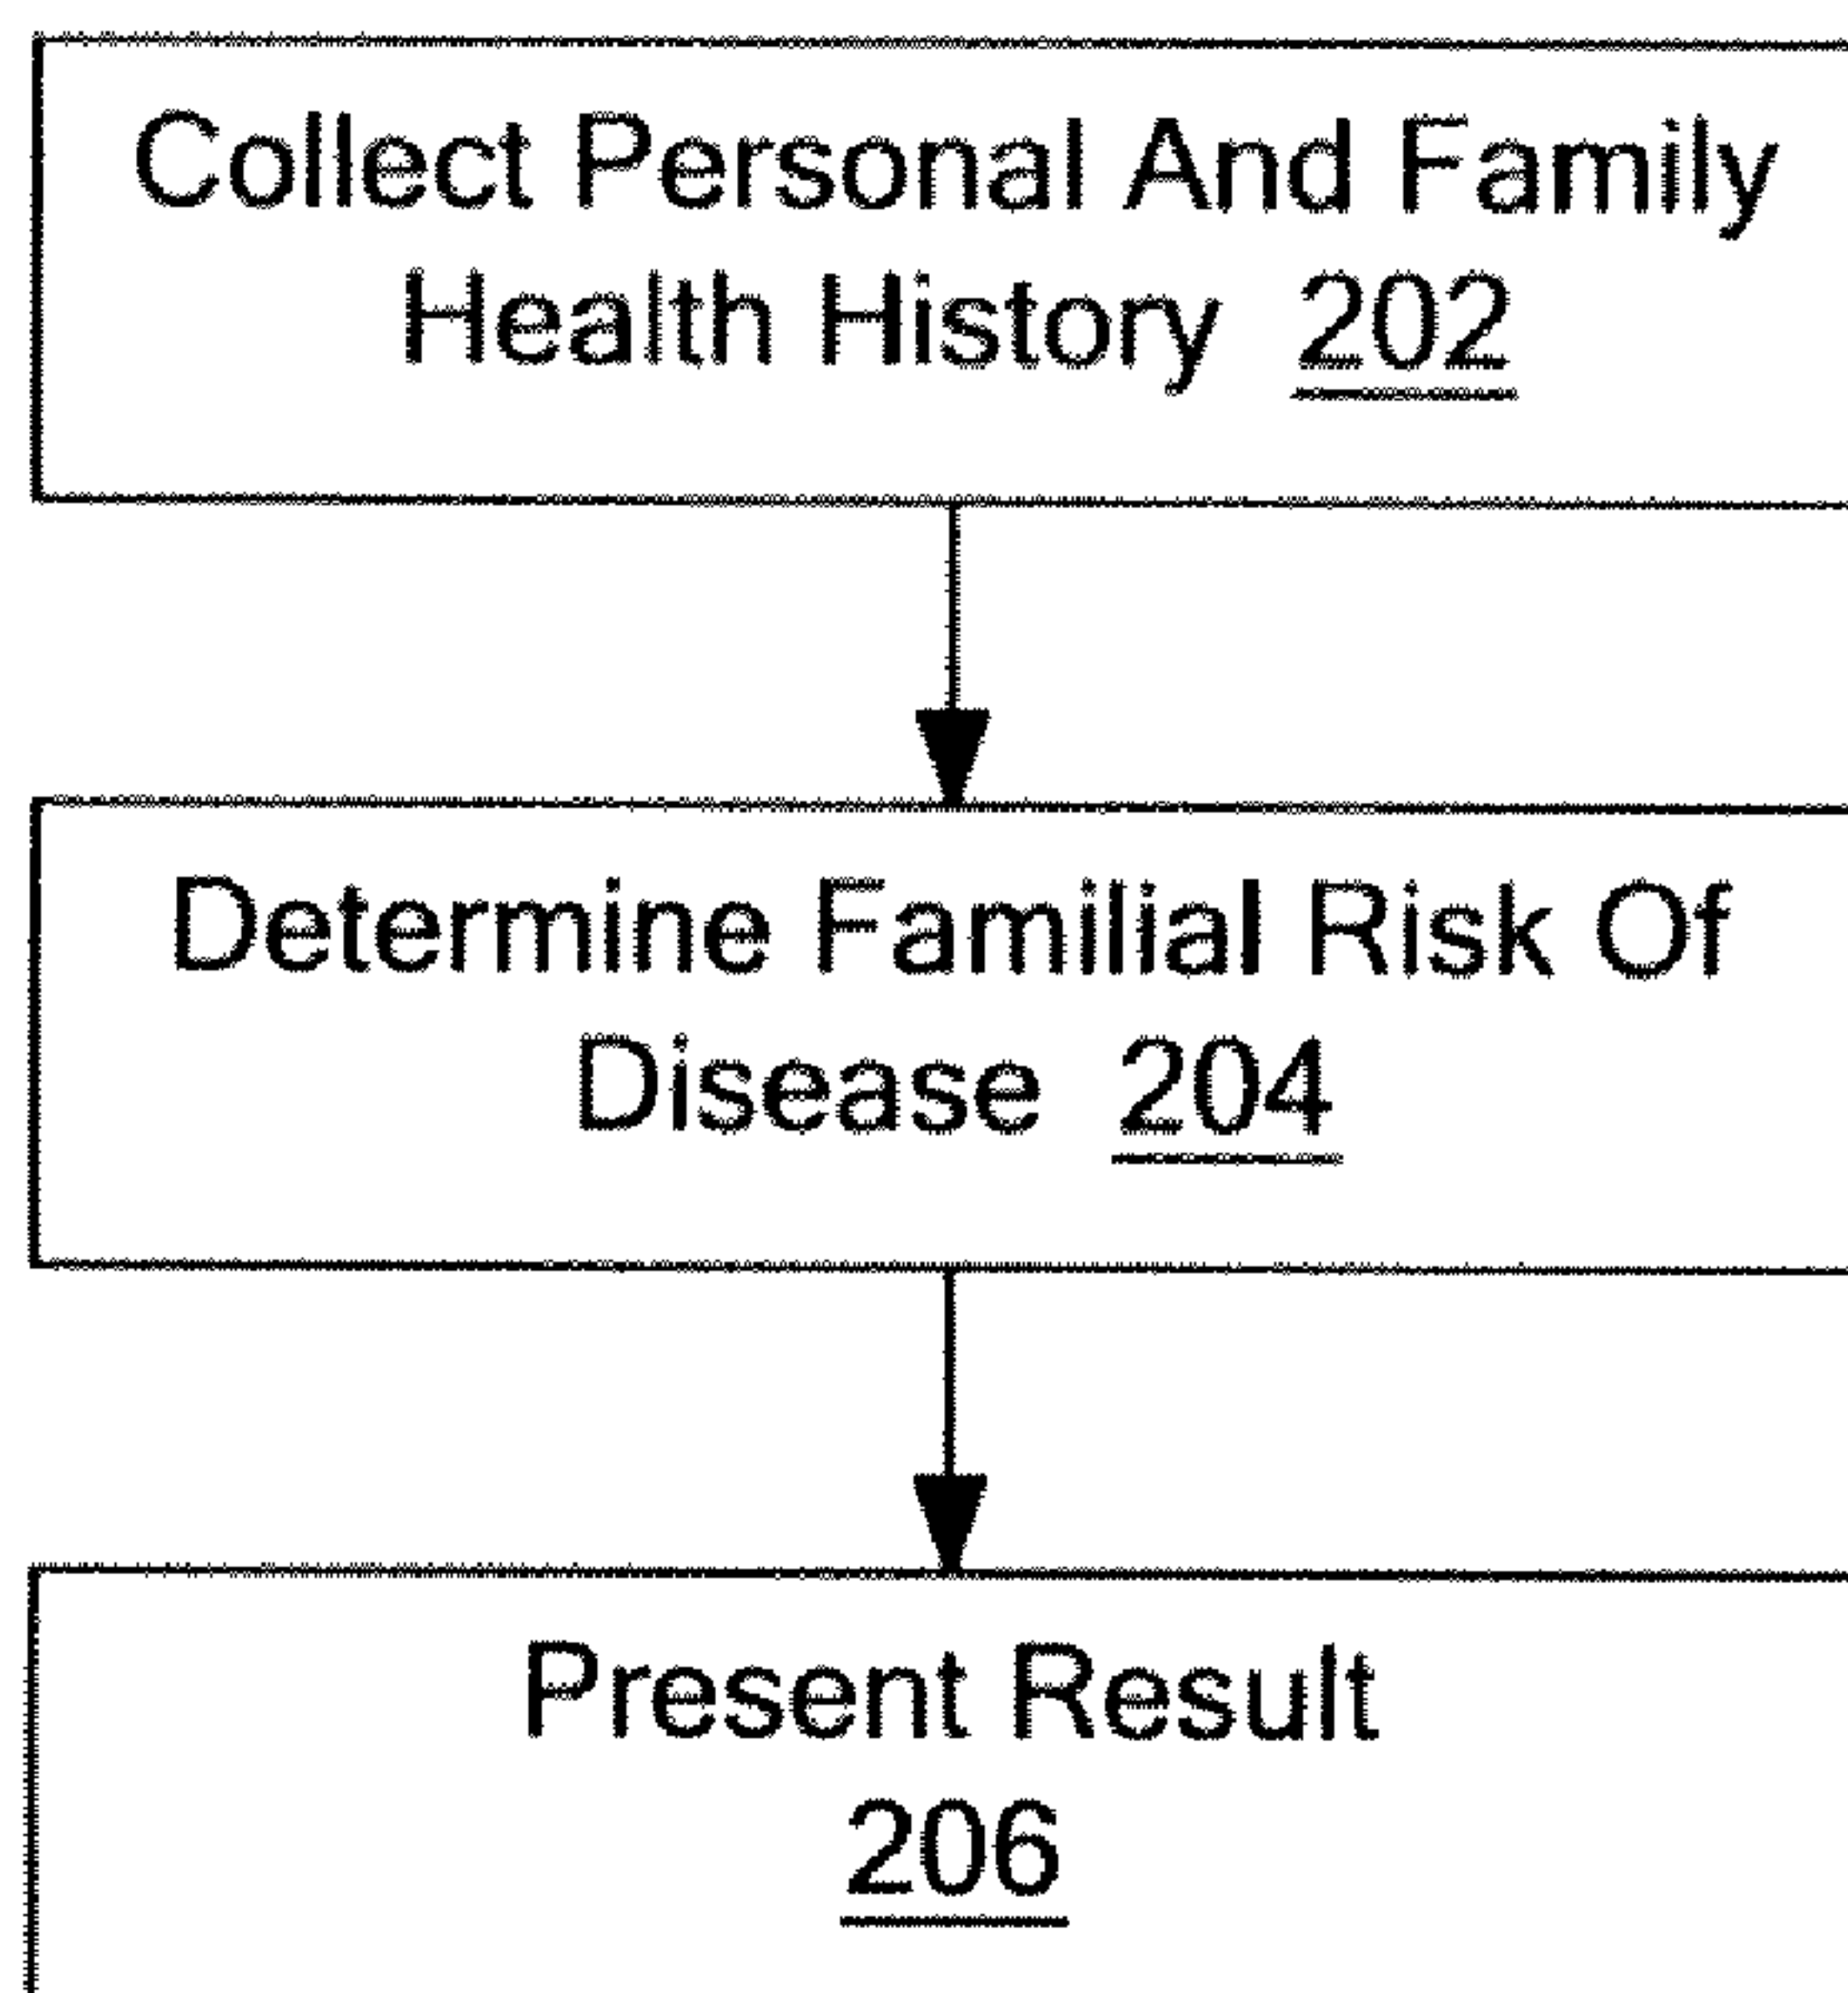 Collect Personal And Family
Health History 202
Determine Familial Risk Of
Disease 204
Present Result
206